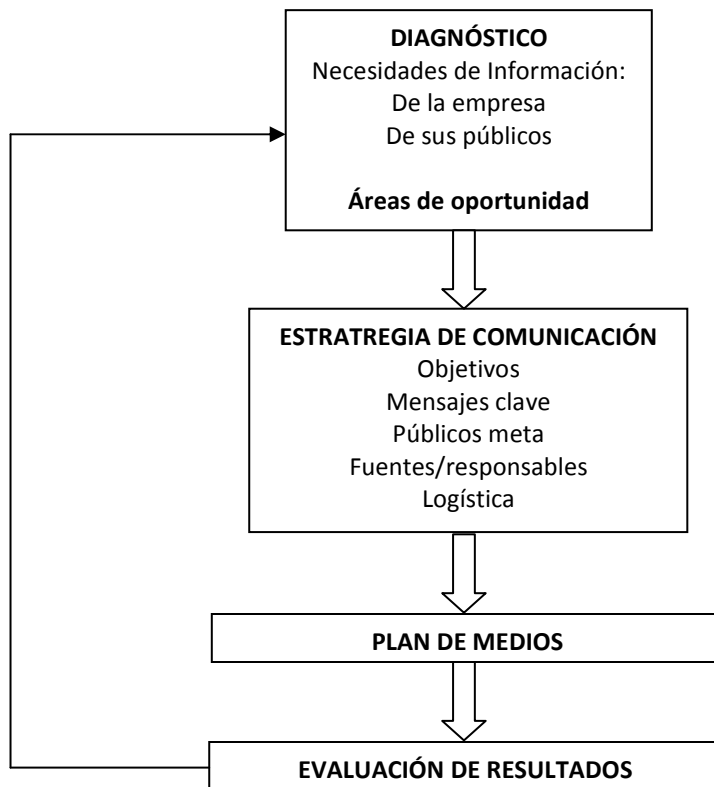 DIAGNÓSTICO
Necesidades de Información:
De la empresa
De sus públicos
Áreas de oportunidad
ESTRATREGIA DE COMUNICACIÓN
Objetivos
Mensajes clave
Públicos meta
Fuentes/responsables
Logística
PLAN DE MEDIOS
EVALUACIÓN DE RESULTADOS